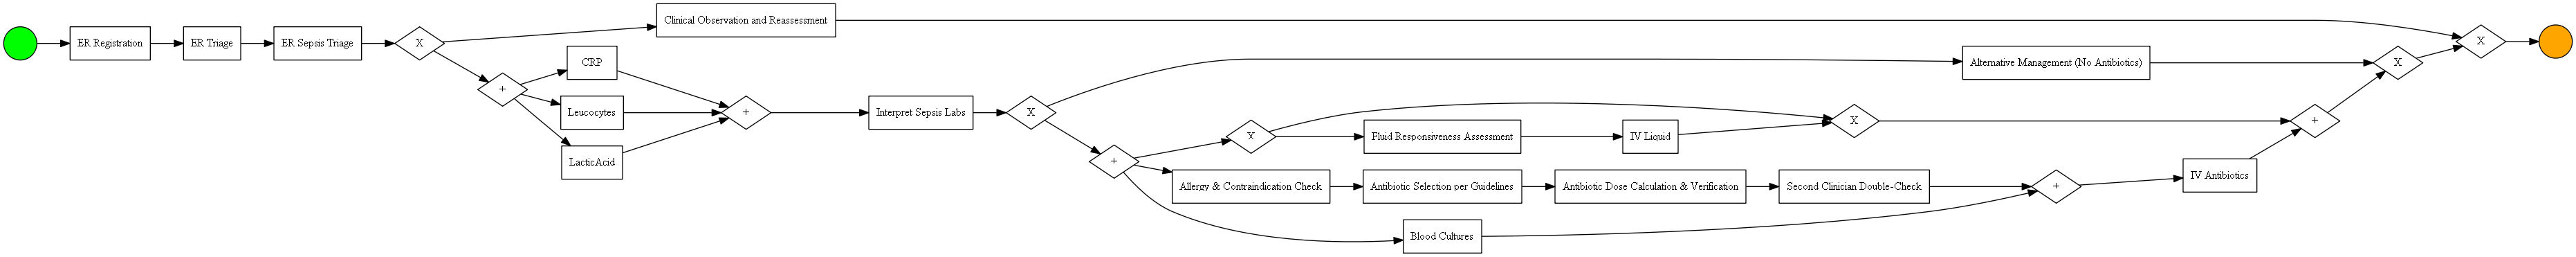 ER Registration
ER Triage
ER Sepsis Triage
X
Clinical Observation and Reassessment
+
CRP
Leucocytes
LacticAcid
+
Interpret Sepsis Labs
X
Alternative Management (No Antibiotics)
+
X
Fluid Responsiveness Assessment
IV Liquid
X
Allergy & Contraindication Check
Antibiotic Selection per Guidelines
Antibiotic Dose Calculation & Verification
Second Clinician Double-Check
Blood Cultures
+
IV Antibiotics
+
X
X